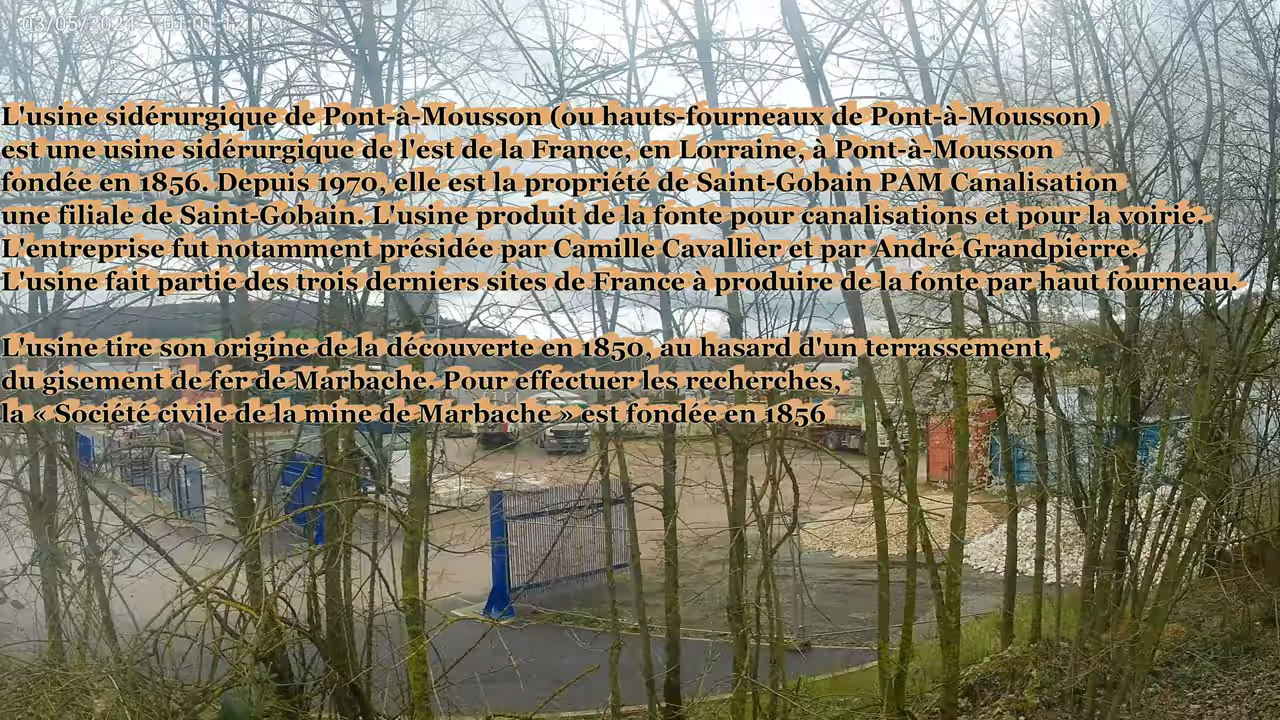 03/05/2024 01:01:12
L'usine sidérurgique de Pont-à-Mousson (ou hauts-fourneaux de Pont-à-Mousson)
est une usine sidérurgique de l'est de la France, en Lorraine, à Pont-à-Mousson
fondée en 1856. Depuis 1970, elle est la propriété de Saint-Gobain PAM Canalisation
une filiale de Saint-Gobain. L'usine produit de la fonte pour canalisations et pour la voirie.
L'entreprise fut notamment présidée par Camille Cavallier et par André Grandpierre.
L'usine fait partie des trois derniers sites de France à produire de la fonte par haut fourneau.
L'usine tire son origine de la découverte en 1850, au hasard d'un terrassement,
du gisement de fer de Marbache. Pour effectuer les recherches,
la « Société civile de la mine de Marbache » est fondée en 1856